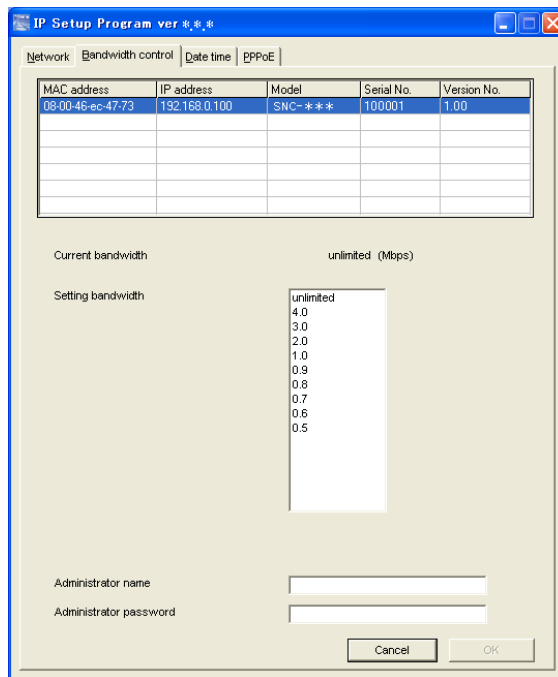 IP Setup Program ver *.*.*
Network Bandwidth control Date time PPPoE
MAC address IP address Model Serial No. Version No.
08-00-46-ec-47-73 192.168.0.100 SNC-*** 100001 1.00
Current bandwidth unlimited (Mbps)
Setting bandwidth
unlimited
4.0
3.0
2.0
1.0
0.9
0.8
0.7
0.6
0.5
Administrator name
Administrator password
Cancel OK